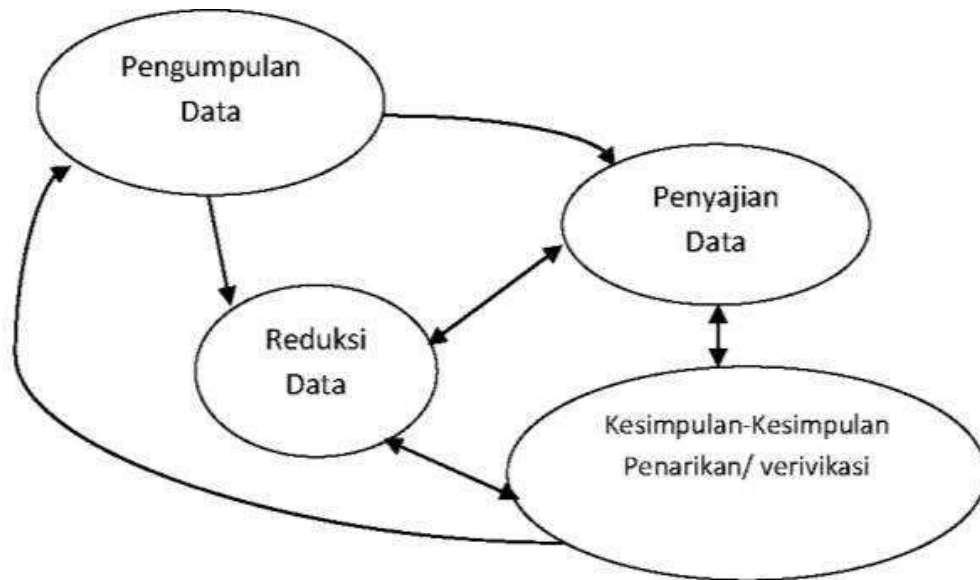 Pengumpulan
Data
Penyajian
Data
Reduksi
Data
Kesimpulan-Kesimpulan
Penarikan/ verivikasi